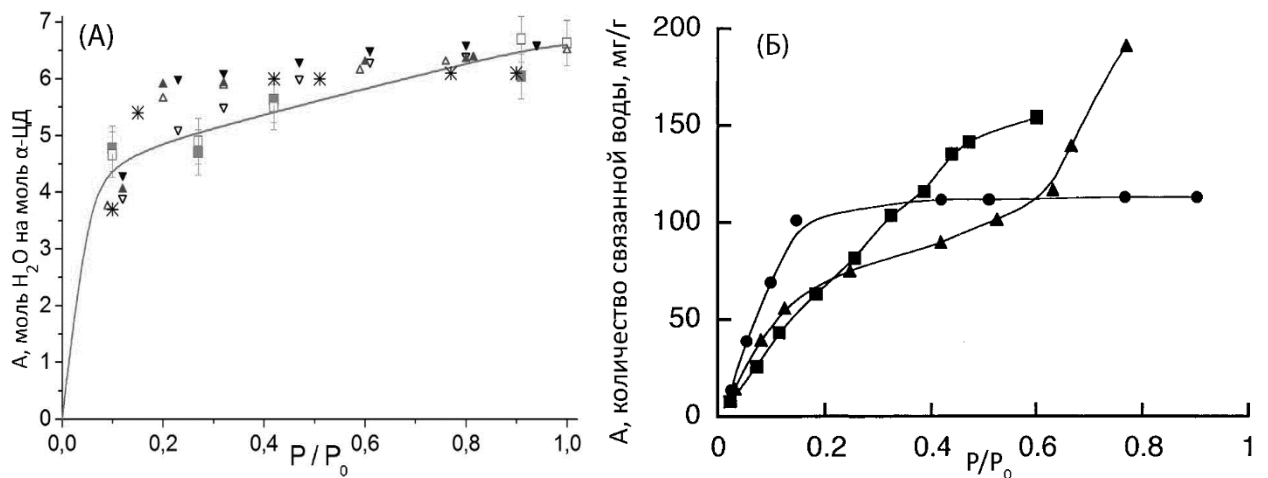 (А)
А, моль H₂O на моль α-ЦД
7
6
5
4
3
2
1
0
0,0 0,2 0,4 0,6 0,8 1,0
P / P₀
(Б)
А, количество связанной воды, мг/г
200
150
100
50
0
0 0.2 0.4 0.6 0.8 1
P/P₀